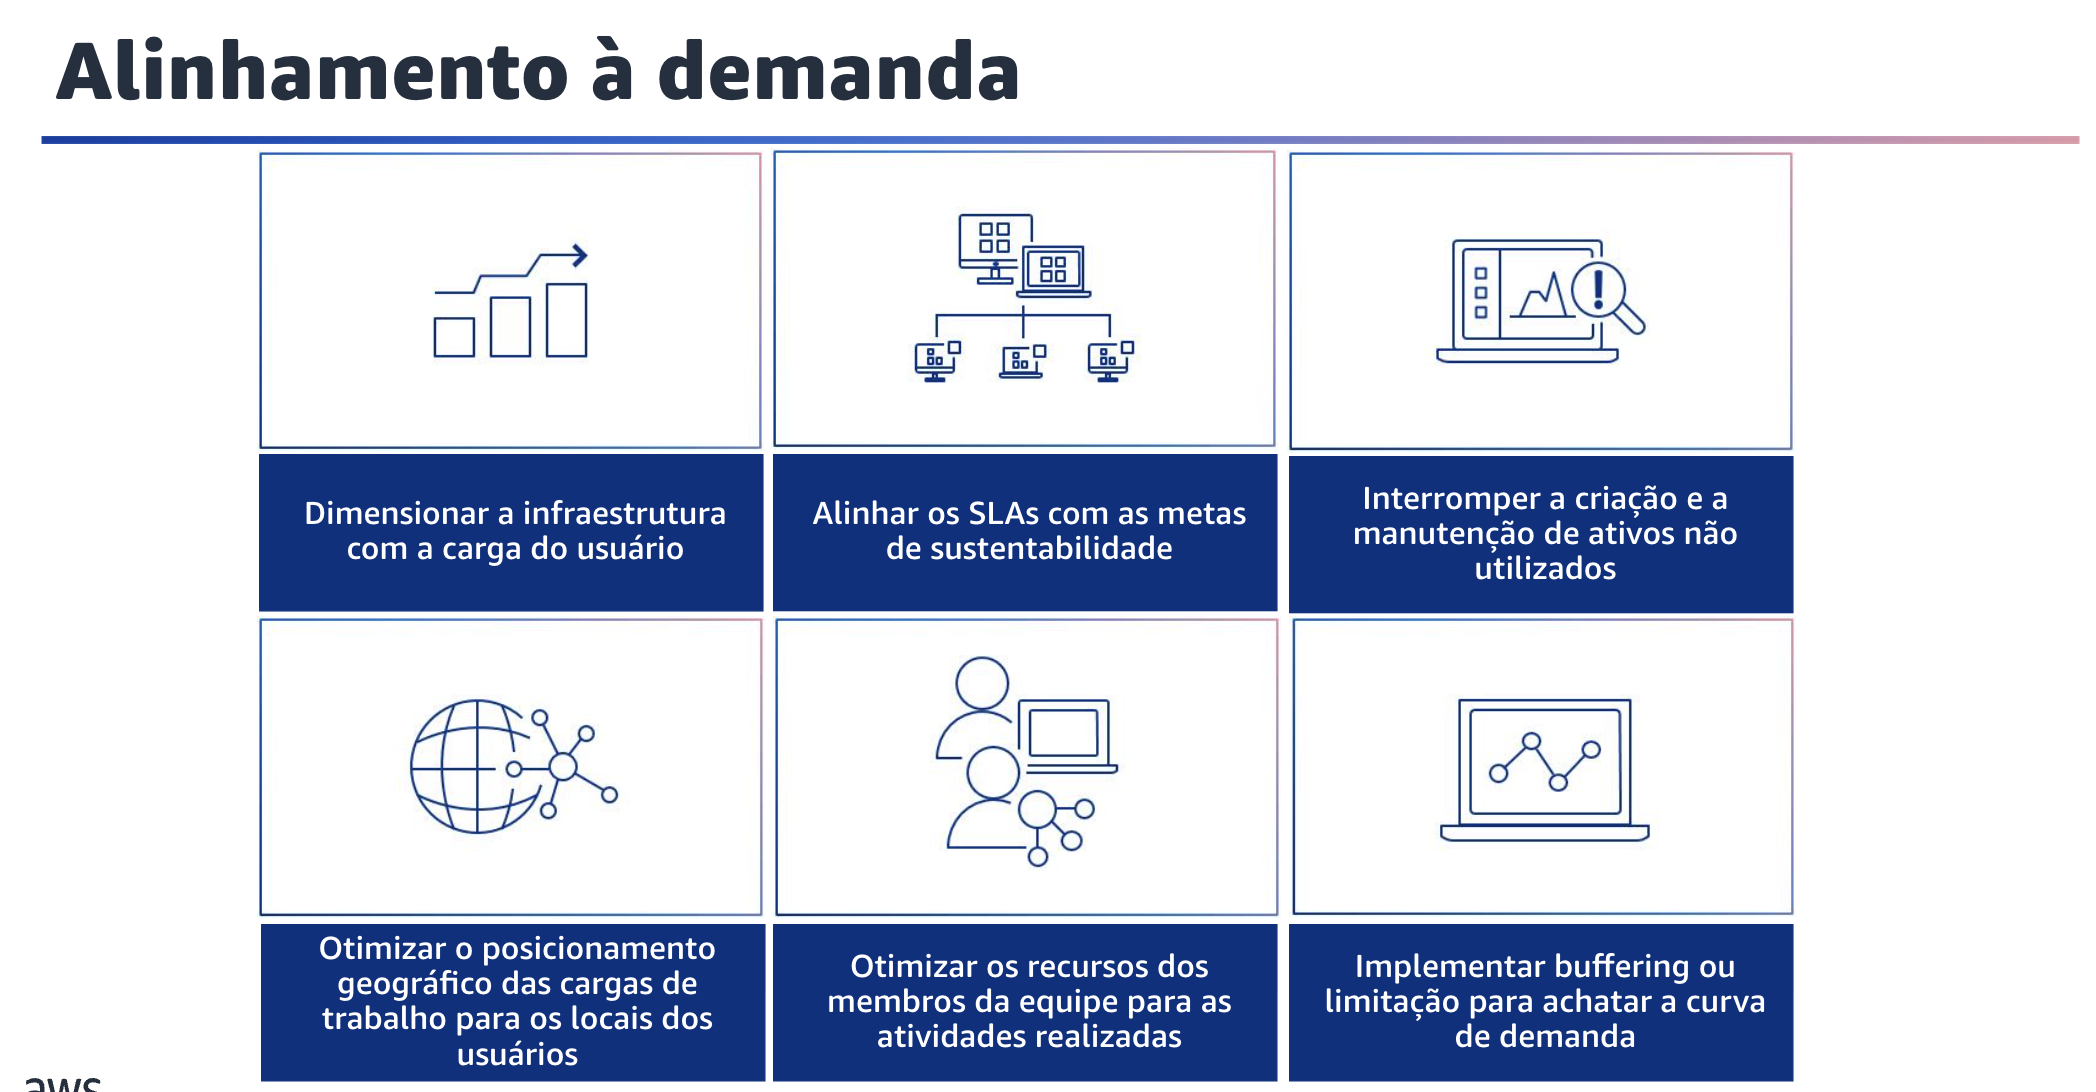 Alinhamento à demanda
Dimensionar a infraestrutura
com a carga do usuário
Alinhar os SLAs com as metas
de sustentabilidade
Interromper a criação e a
manutenção de ativos não
utilizados
Otimizar o posicionamento
geográfico das cargas de
trabalho para os locais dos
usuários
Otimizar os recursos dos
membros da equipe para as
atividades realizadas
Implementar buffering ou
limitação para achatar a curva
de demanda
aws